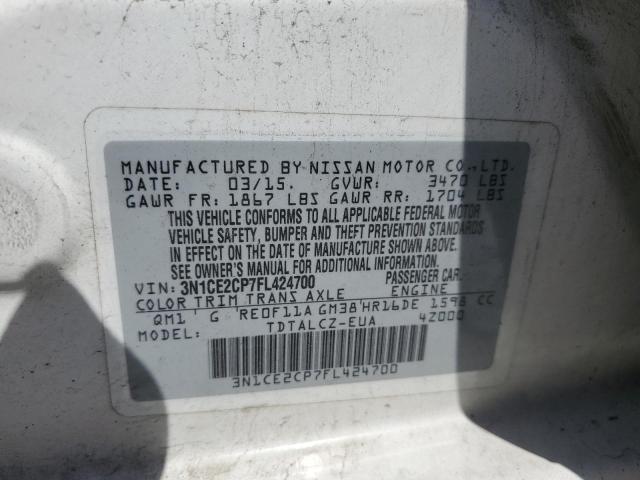 MANUFACTURED BY NISSAN MOTOR CO.,LTD.
DATE: 03/15. GVWR: 3470 LBS
GAWR FR: 1867 LBS GAWR RR: 1704 LBS
THIS VEHICLE CONFORMS TO ALL APPLICABLE FEDERAL MOTOR
VEHICLE SAFETY, BUMPER AND THEFT PREVENTION STANDARDS
IN EFFECT ON THE DATE OF MANUFACTURE SHOWN ABOVE.
SEE OWNER'S MANUAL FOR ADDITIONAL INFORMATION.
VIN: 3N1CE2CP7FL424700 PASSENGER CAR.
COLOR TRIM TRANS AXLE ENGINE
QM1 ' G 'RE0F11A GM38'HR16DE 1598 CC
MODEL: TDTALCZ-EUA 4Z000
3N1CE2CP7FL424700